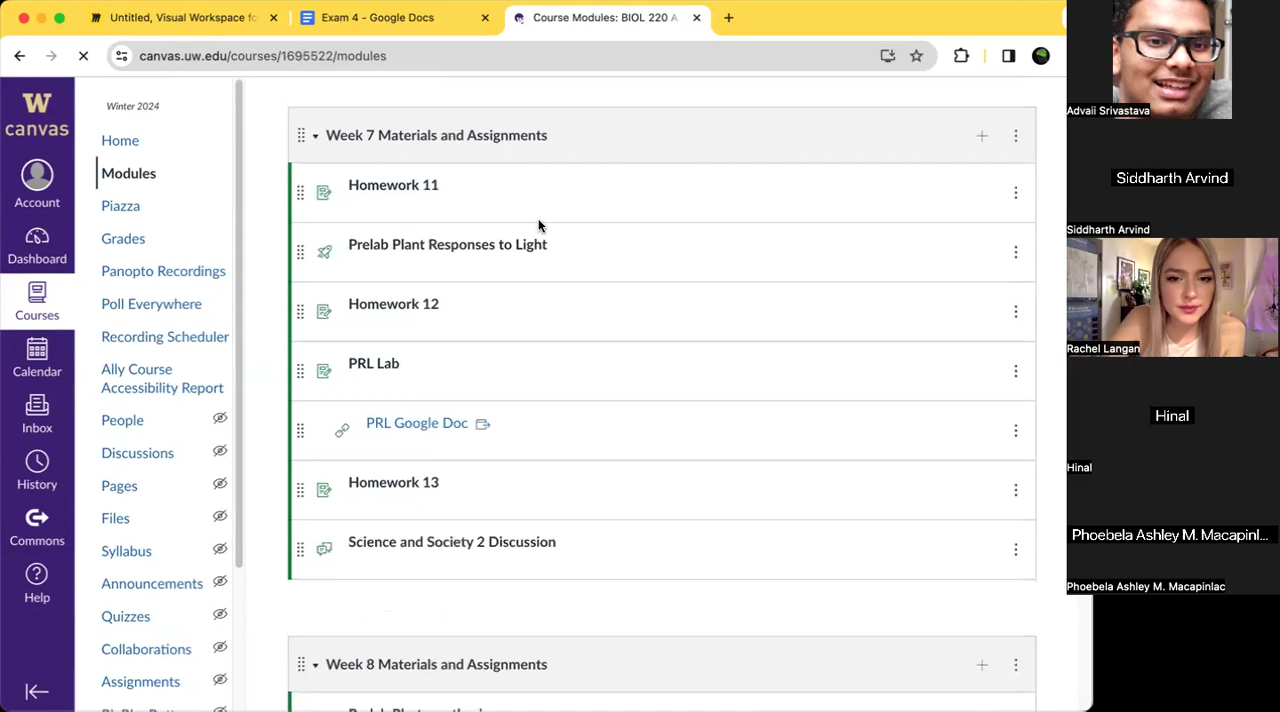 Untitled, Visual Workspace fo
Exam 4 - Google Docs
Course Modules: BIOL 220 A
canvas.uw.edu/courses/1695522/modules
W
canvas
Account
Dashboard
Courses
Calendar
Inbox
History
Commons
Help
Winter 2024
Home
Modules
Piazza
Grades
Panopto Recordings
Poll Everywhere
Recording Scheduler
Ally Course
Accessibility Report
People
Discussions
Pages
Files
Syllabus
Announcements
Quizzes
Collaborations
Assignments
Week 7 Materials and Assignments
Homework 11
Prelab Plant Responses to Light
Homework 12
PRL Lab
PRL Google Doc
Homework 13
Science and Society 2 Discussion
Week 8 Materials and Assignments
Advaii Srivastava
Siddharth Arvind
Siddharth Arvind
Rachel Langan
Hinal
Hinal
Phoebela Ashley M. Macapinl...
Phoebela Ashley M. Macapinlac